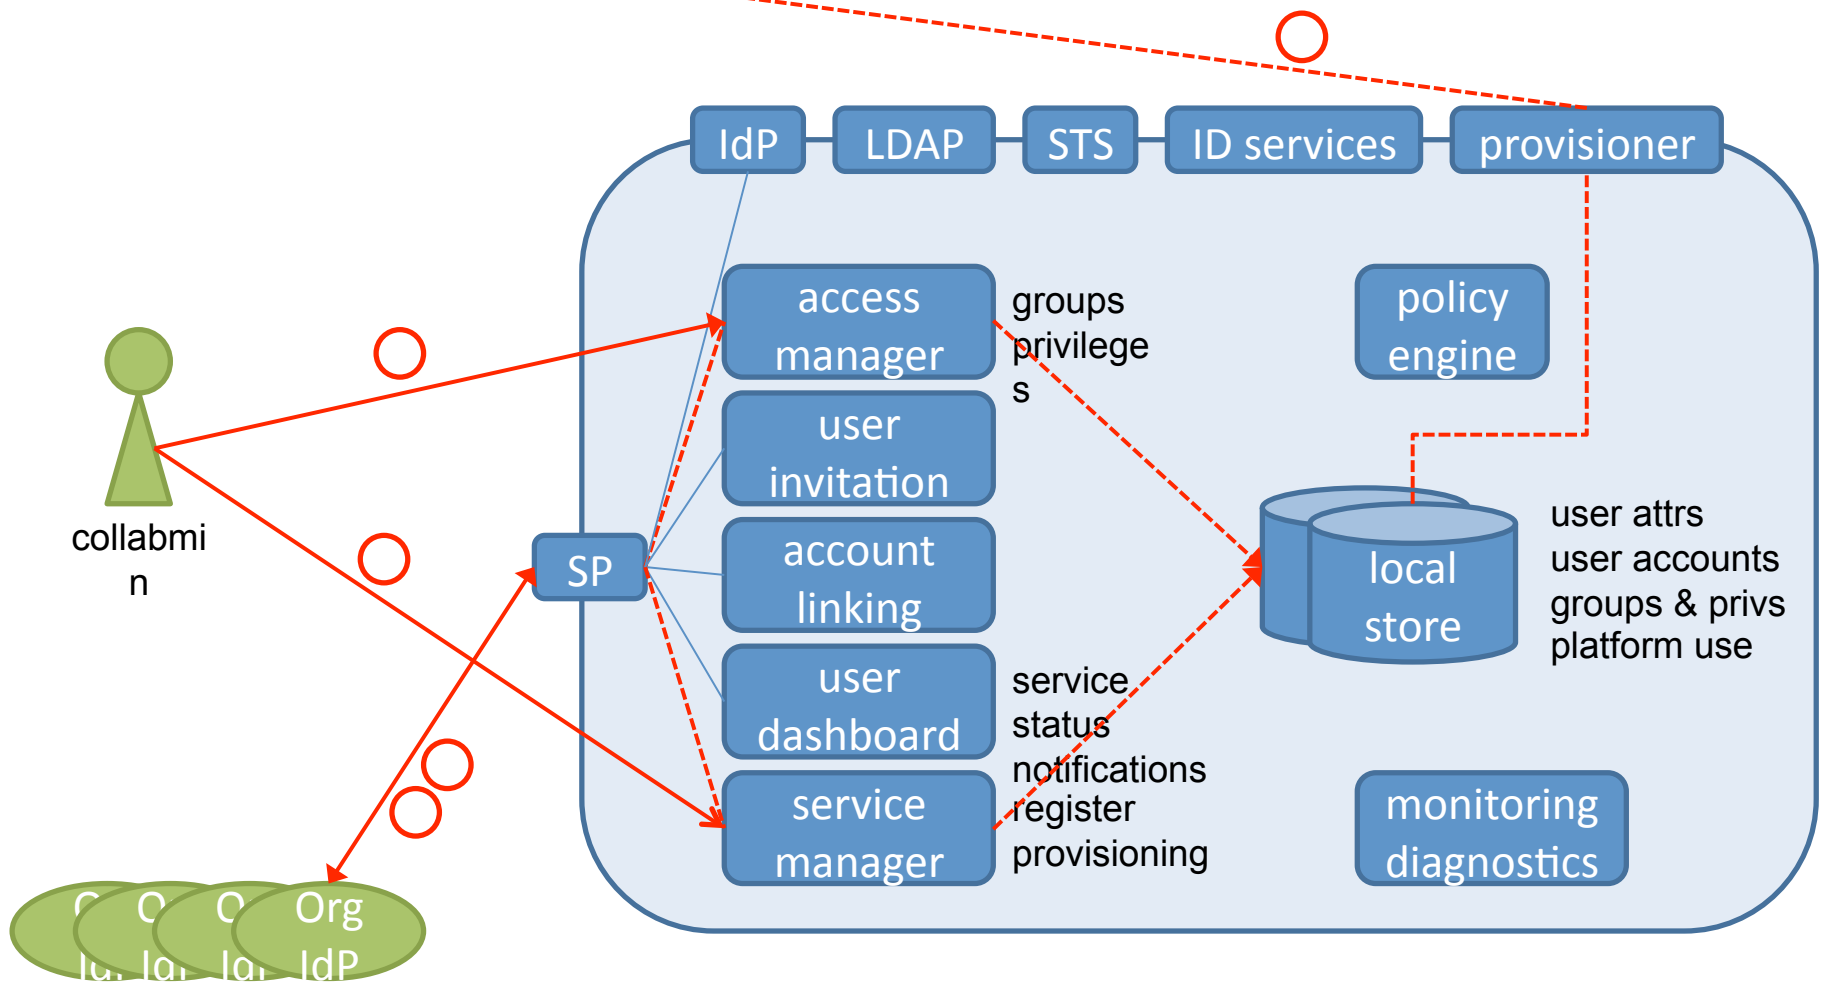 IdP
LDAP
STS
ID services
provisioner
access
manager
groups
privilege
s
policy
engine
user
invitation
collabmi
n
SP
account
linking
local
store
user attrs
user accounts
groups & privs
platform use
user
dashboard
service
status
notifications
service
manager
register
provisioning
monitoring
diagnostics
Org
IdP